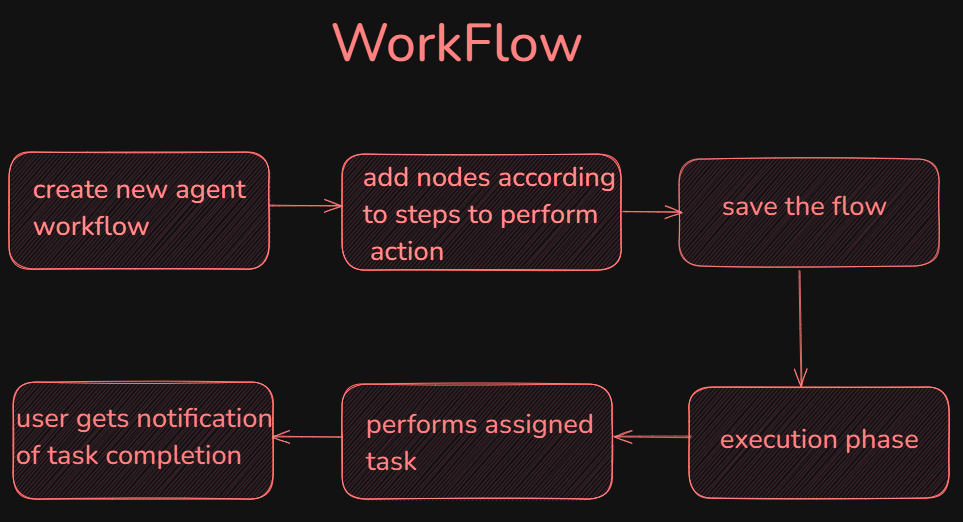 WorkFlow
create new agent
workflow
add nodes according
to steps to perform
action
save the flow
execution phase
performs assigned
task
user gets notification
of task completion